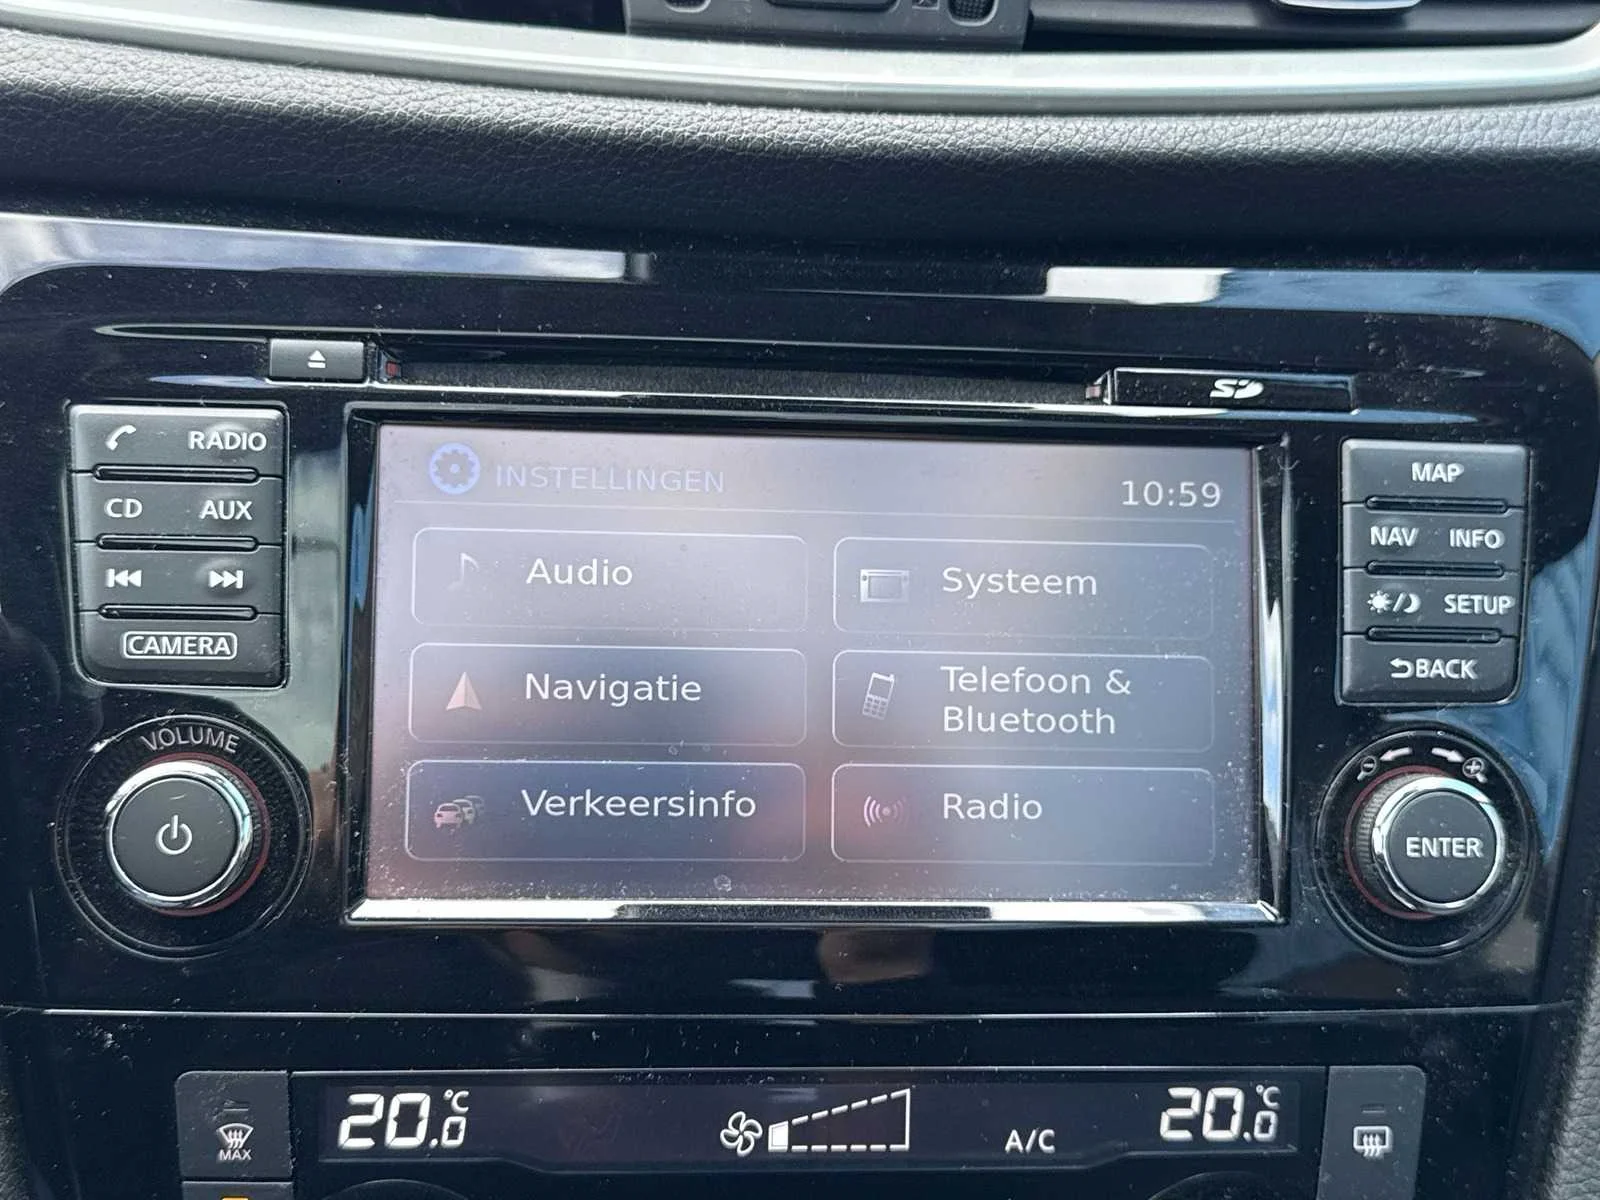 SD
RADIO
CD AUX
CAMERA
VOLUME
INSTELLINGEN
10:59
Audio
Systeem
Navigatie
Telefoon &
Bluetooth
Verkeersinfo
Radio
MAP
NAV INFO
SETUP
BACK
ENTER
MAX
20.0 °C
A/C
20.0 °C